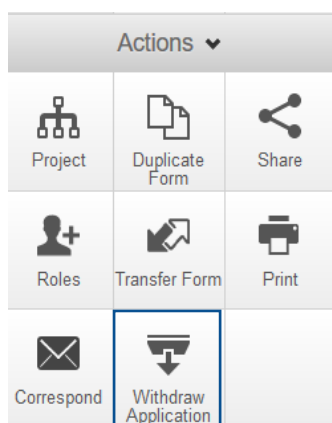 Actions
Project
Duplicate
Form
Share
Roles
Transfer Form
Print
Correspond
Withdraw
Application